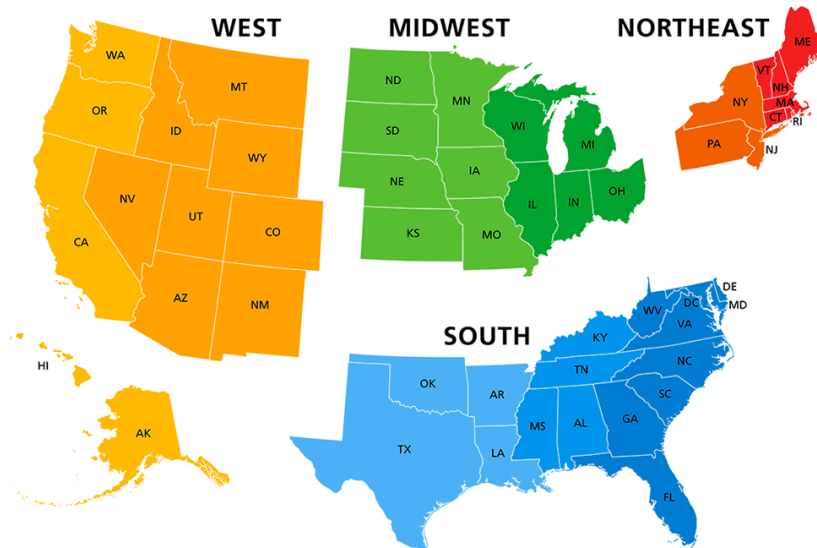 WEST
MIDWEST
NORTHEAST
WA
OR
CA
NV
ID
MT
WY
UT
CO
AZ
NM
HI
AK
ND
SD
NE
KS
MN
IA
MO
WI
IL
MI
IN
OH
ME
VT
NH
MA
CT
RI
NY
PA
NJ
SOUTH
OK
TX
AR
LA
KY
TN
MS
AL
WV
DC
DE
MD
VA
NC
SC
GA
FL